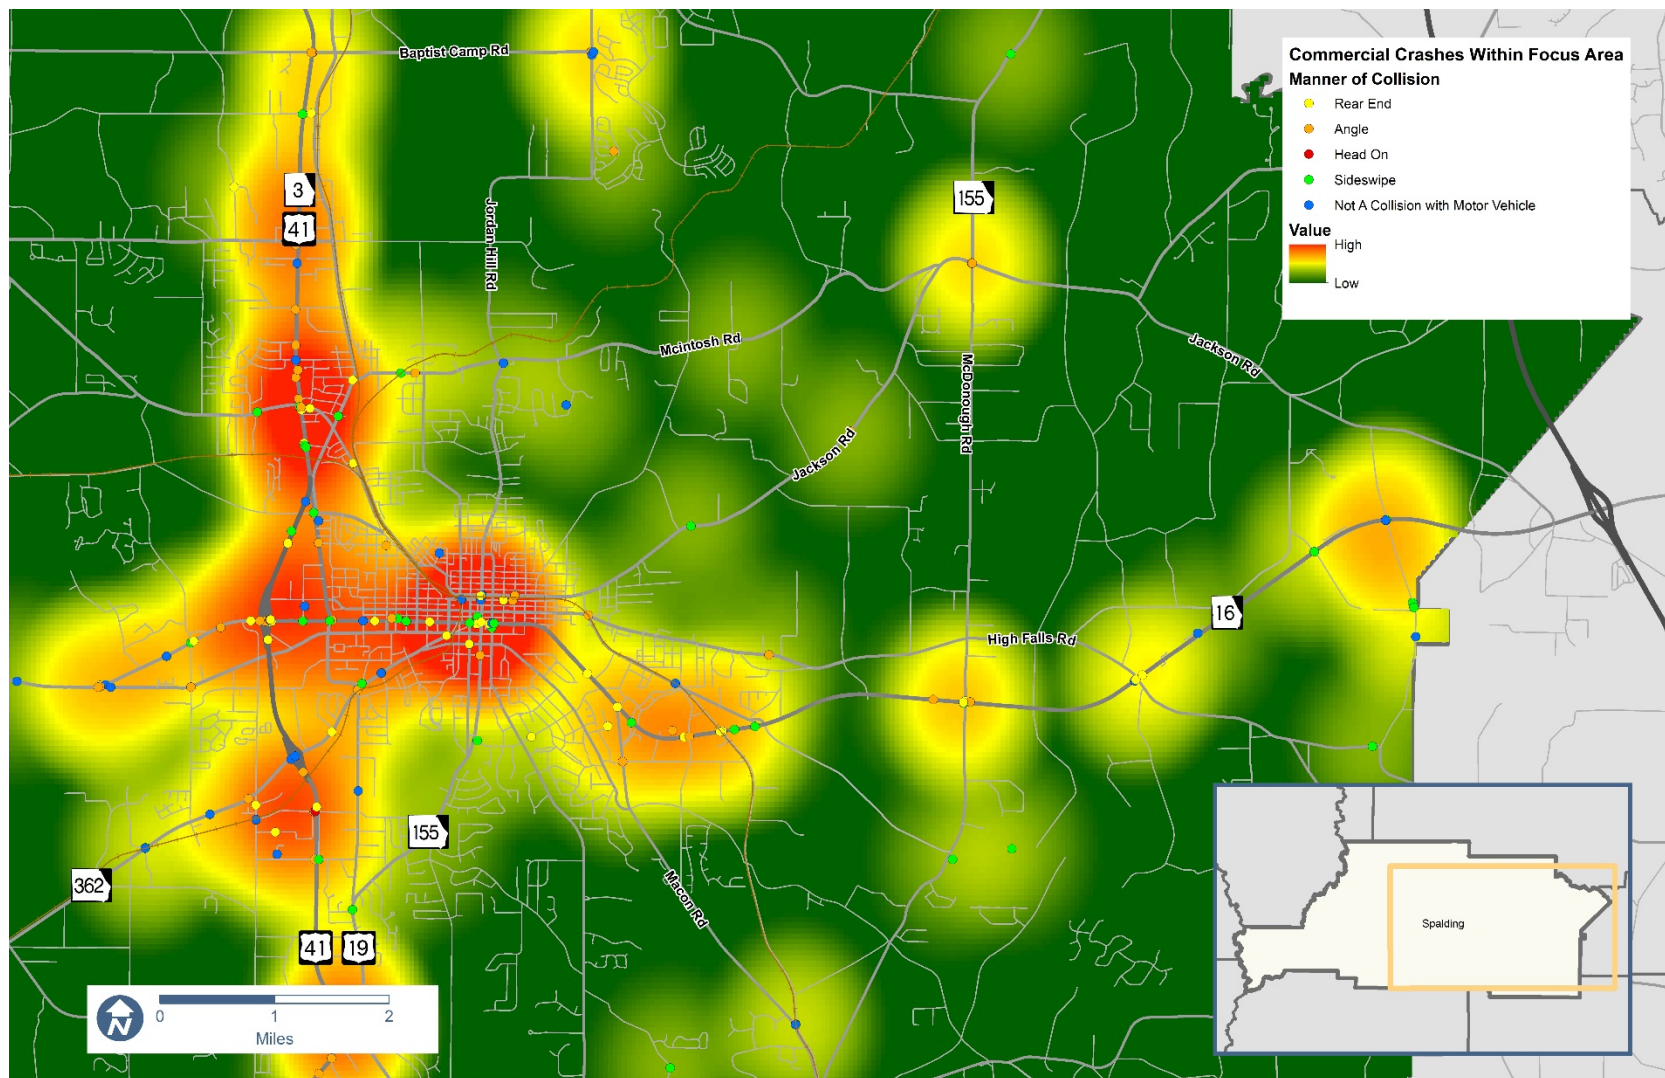 Baptist Camp Rd
Commercial Crashes Within Focus Area
Manner of Collision
Rear End
Angle
Head On
Sideswipe
Not A Collision with Motor Vehicle
Value
High
Low
3
41
155
Jordan Hill Rd
Mcintosh Rd
Jackson Rd
McDonough Rd
Jackson Rd
16
High Falls Rd
155
362
Macon Rd
41
19
Spalding
N
0
1
2
Miles